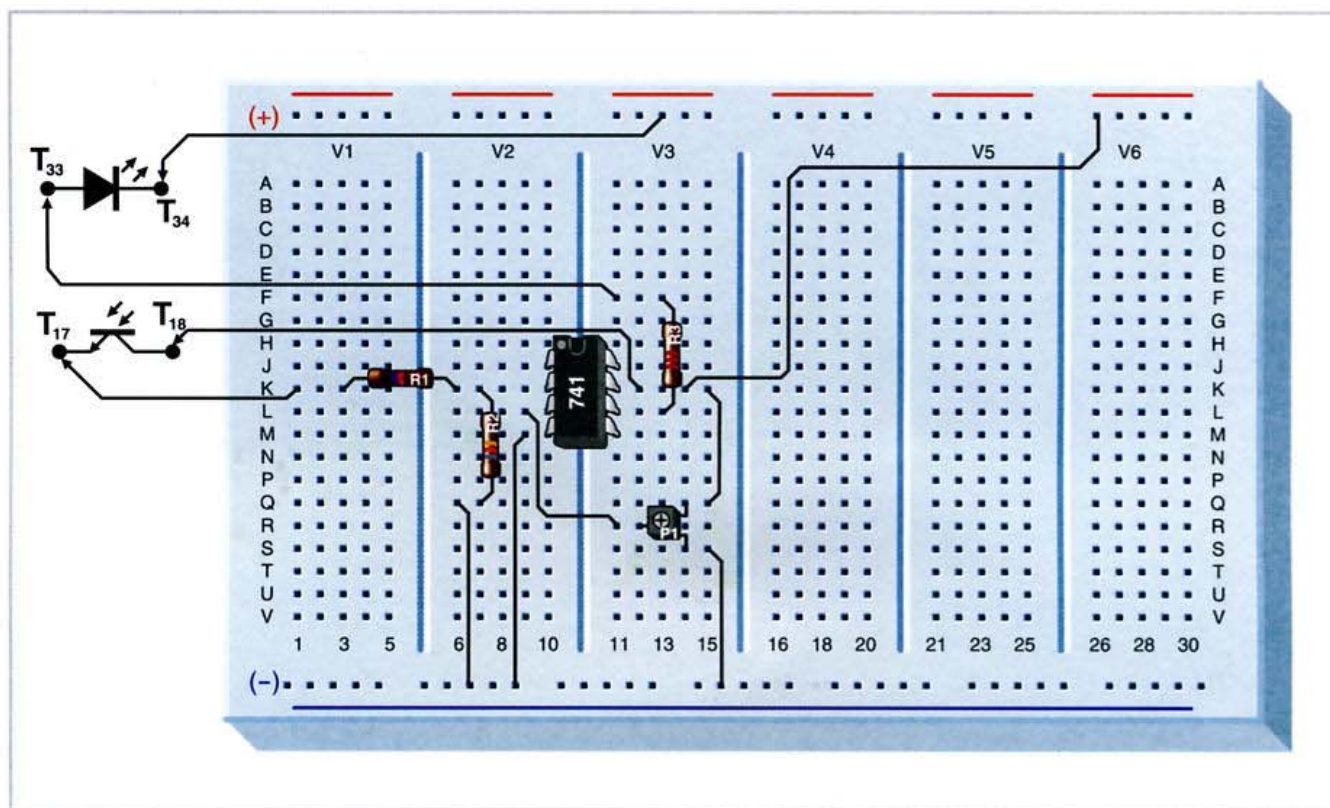 (+)
V1 V2 V3 V4 V5 V6
T33
T34
A A
B B
C C
D D
E E
F F
G G
T17 T18
H H
J J
K R1 R3 K
L 741 R2 L
M M
N N
P P
Q Q
R P1 R
S S
T T
U U
V V
1 3 5 6 8 10 11 13 15 16 18 20 21 23 25 26 28 30
(−)